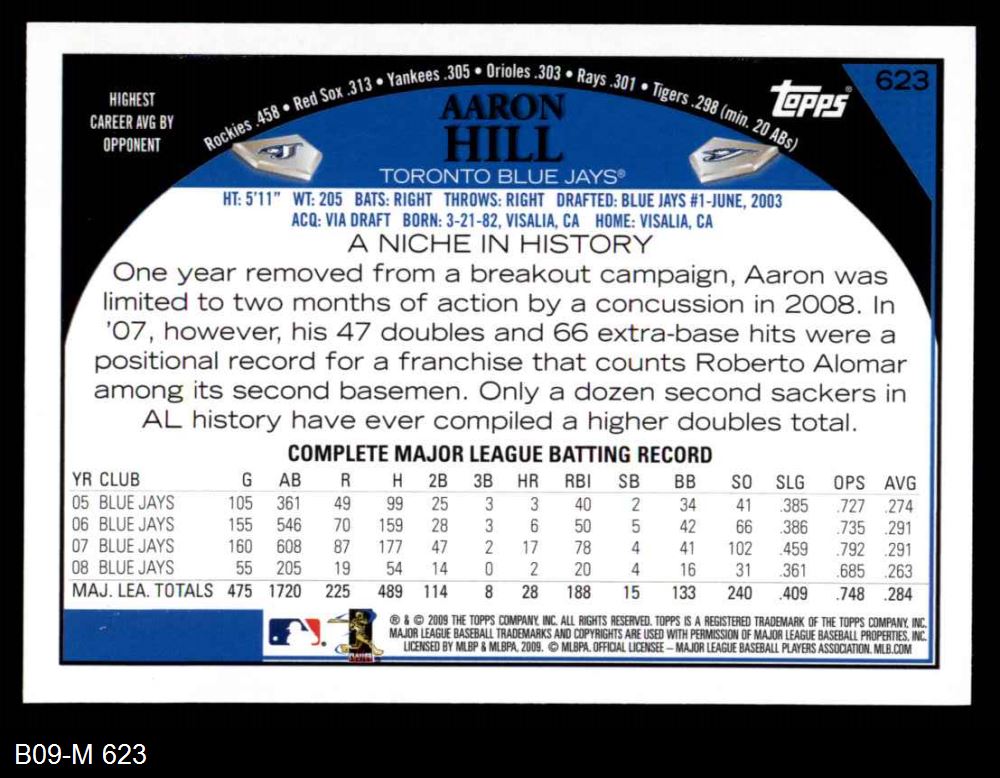 623
topps®
HIGHEST
CAREER AVG BY
OPPONENT
Rockies .458 • Red Sox .313 • Yankees .305 • Orioles .303 • Rays .301 • Tigers .298 (min. 20 ABs)
AARON
HILL
TORONTO BLUE JAYS®
HT: 5'11" WT: 205 BATS: RIGHT THROWS: RIGHT DRAFTED: BLUE JAYS #1-JUNE, 2003
ACQ: VIA DRAFT BORN: 3-21-82, VISALIA, CA HOME: VISALIA, CA
A NICHE IN HISTORY
One year removed from a breakout campaign, Aaron was
limited to two months of action by a concussion in 2008. In
'07, however, his 47 doubles and 66 extra-base hits were a
positional record for a franchise that counts Roberto Alomar
among its second basemen. Only a dozen second sackers in
AL history have ever compiled a higher doubles total.
COMPLETE MAJOR LEAGUE BATTING RECORD
YR CLUB G AB R H 2B 3B HR RBI SB BB SO SLG OPS AVG
05 BLUE JAYS 105 361 49 99 25 3 3 40 2 34 41 .385 .727 .274
06 BLUE JAYS 155 546 70 159 28 3 6 50 5 42 66 .386 .735 .291
07 BLUE JAYS 160 608 87 177 47 2 17 78 4 41 102 .459 .792 .291
08 BLUE JAYS 55 205 19 54 14 0 2 20 4 16 31 .361 .685 .263
MAJ. LEA. TOTALS 475 1720 225 489 114 8 28 188 15 133 240 .409 .748 .284
® & © 2009 THE TOPPS COMPANY, INC. ALL RIGHTS RESERVED. TOPPS IS A REGISTERED TRADEMARK OF THE TOPPS COMPANY, INC.
MAJOR LEAGUE BASEBALL TRADEMARKS AND COPYRIGHTS ARE USED WITH PERMISSION OF MAJOR LEAGUE BASEBALL PROPERTIES, INC.
LICENSED BY MLBP & MLBPA, 2009. © MLBPA. OFFICIAL LICENSEE – MAJOR LEAGUE BASEBALL PLAYERS ASSOCIATION. MLB.COM
B09-M 623